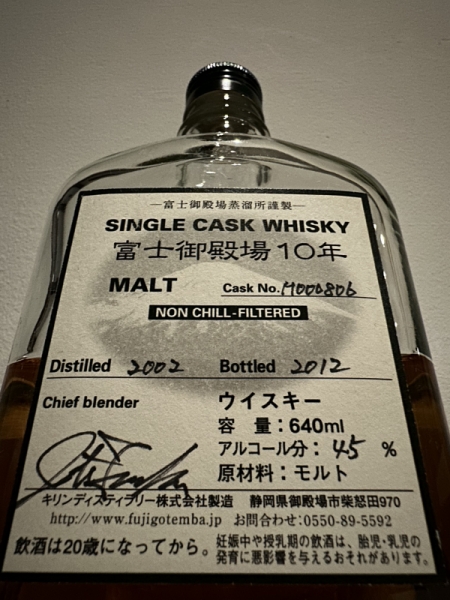 ―富士御殿場蒸溜所謹製―
SINGLE CASK WHISKY
富士御殿場10年
MALT Cask No. M000806
NON CHILL-FILTERED
Distilled 2002 Bottled 2012
Chief blender ウイスキー
容 量：640ml
アルコール分：45 %
原材料：モルト
キリンディスティラリー株式会社製造 静岡県御殿場市柴怒田970
http://www.fujigotemba.jp お問合わせ：0550-89-5592
飲酒は20歳になってから。 妊娠中や授乳期の飲酒は、胎児・乳児の
発育に悪影響を与えるおそれがあります。